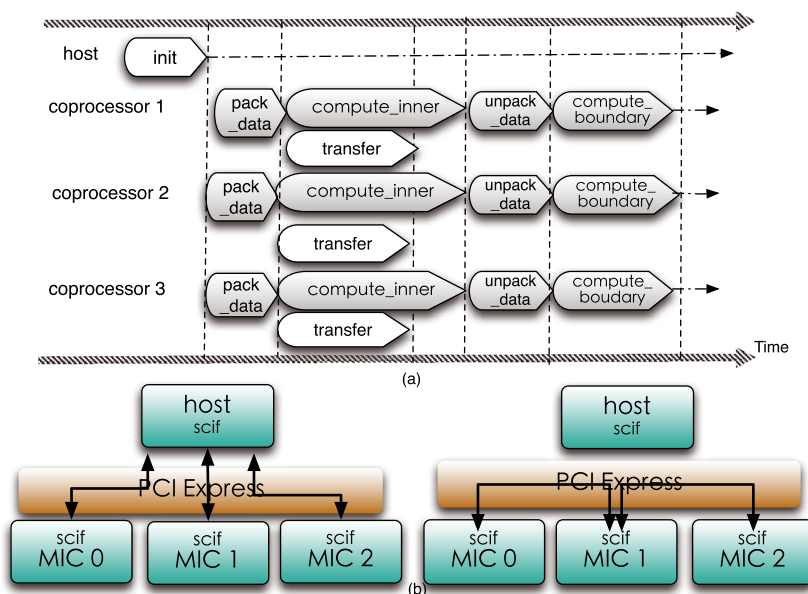 host
init
coprocessor 1
pack
_data
compute_inner
unpack
_data
compute_
boundary
transfer
coprocessor 2
pack
_data
compute_inner
unpack
_data
compute_
boundary
transfer
coprocessor 3
pack
_data
compute_inner
unpack
_data
compute_
boudary
transfer
Time
(a)
host
scif
PCI Express
scif
MIC 0
scif
MIC 1
scif
MIC 2
host
scif
PCI Express
scif
MIC 0
scif
MIC 1
scif
MIC 2
(b)